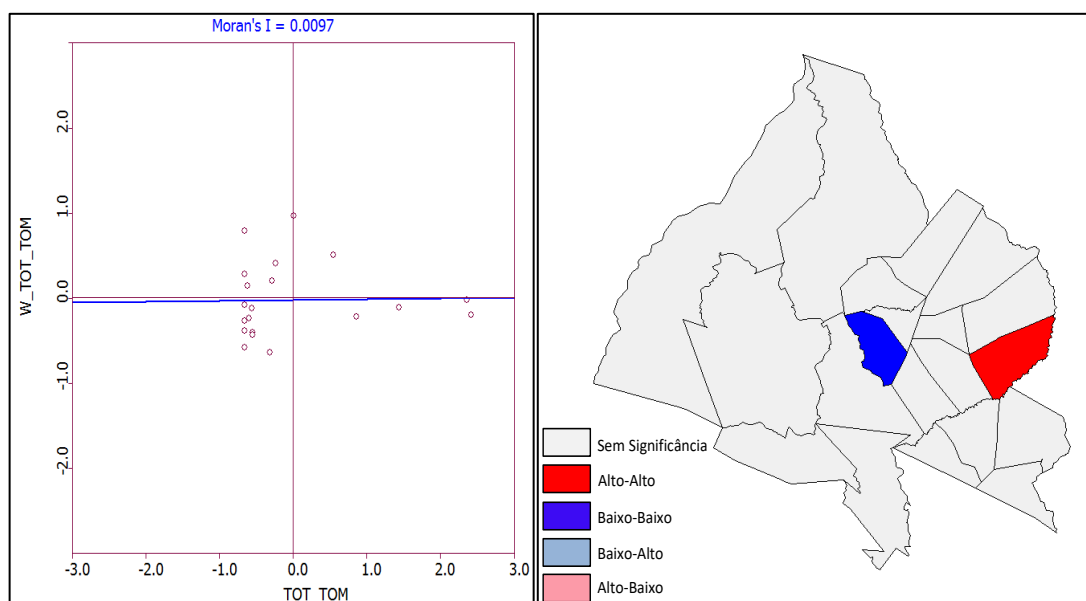 Moran's I = 0.0097
2.0
1.0
0.0
-1.0
-2.0
W_TOT_TOM
-3.0
-2.0
-1.0
0.0
1.0
2.0
3.0
TOT_TOM
Sem Significância
Alto-Alto
Baixo-Baixo
Baixo-Alto
Alto-Baixo